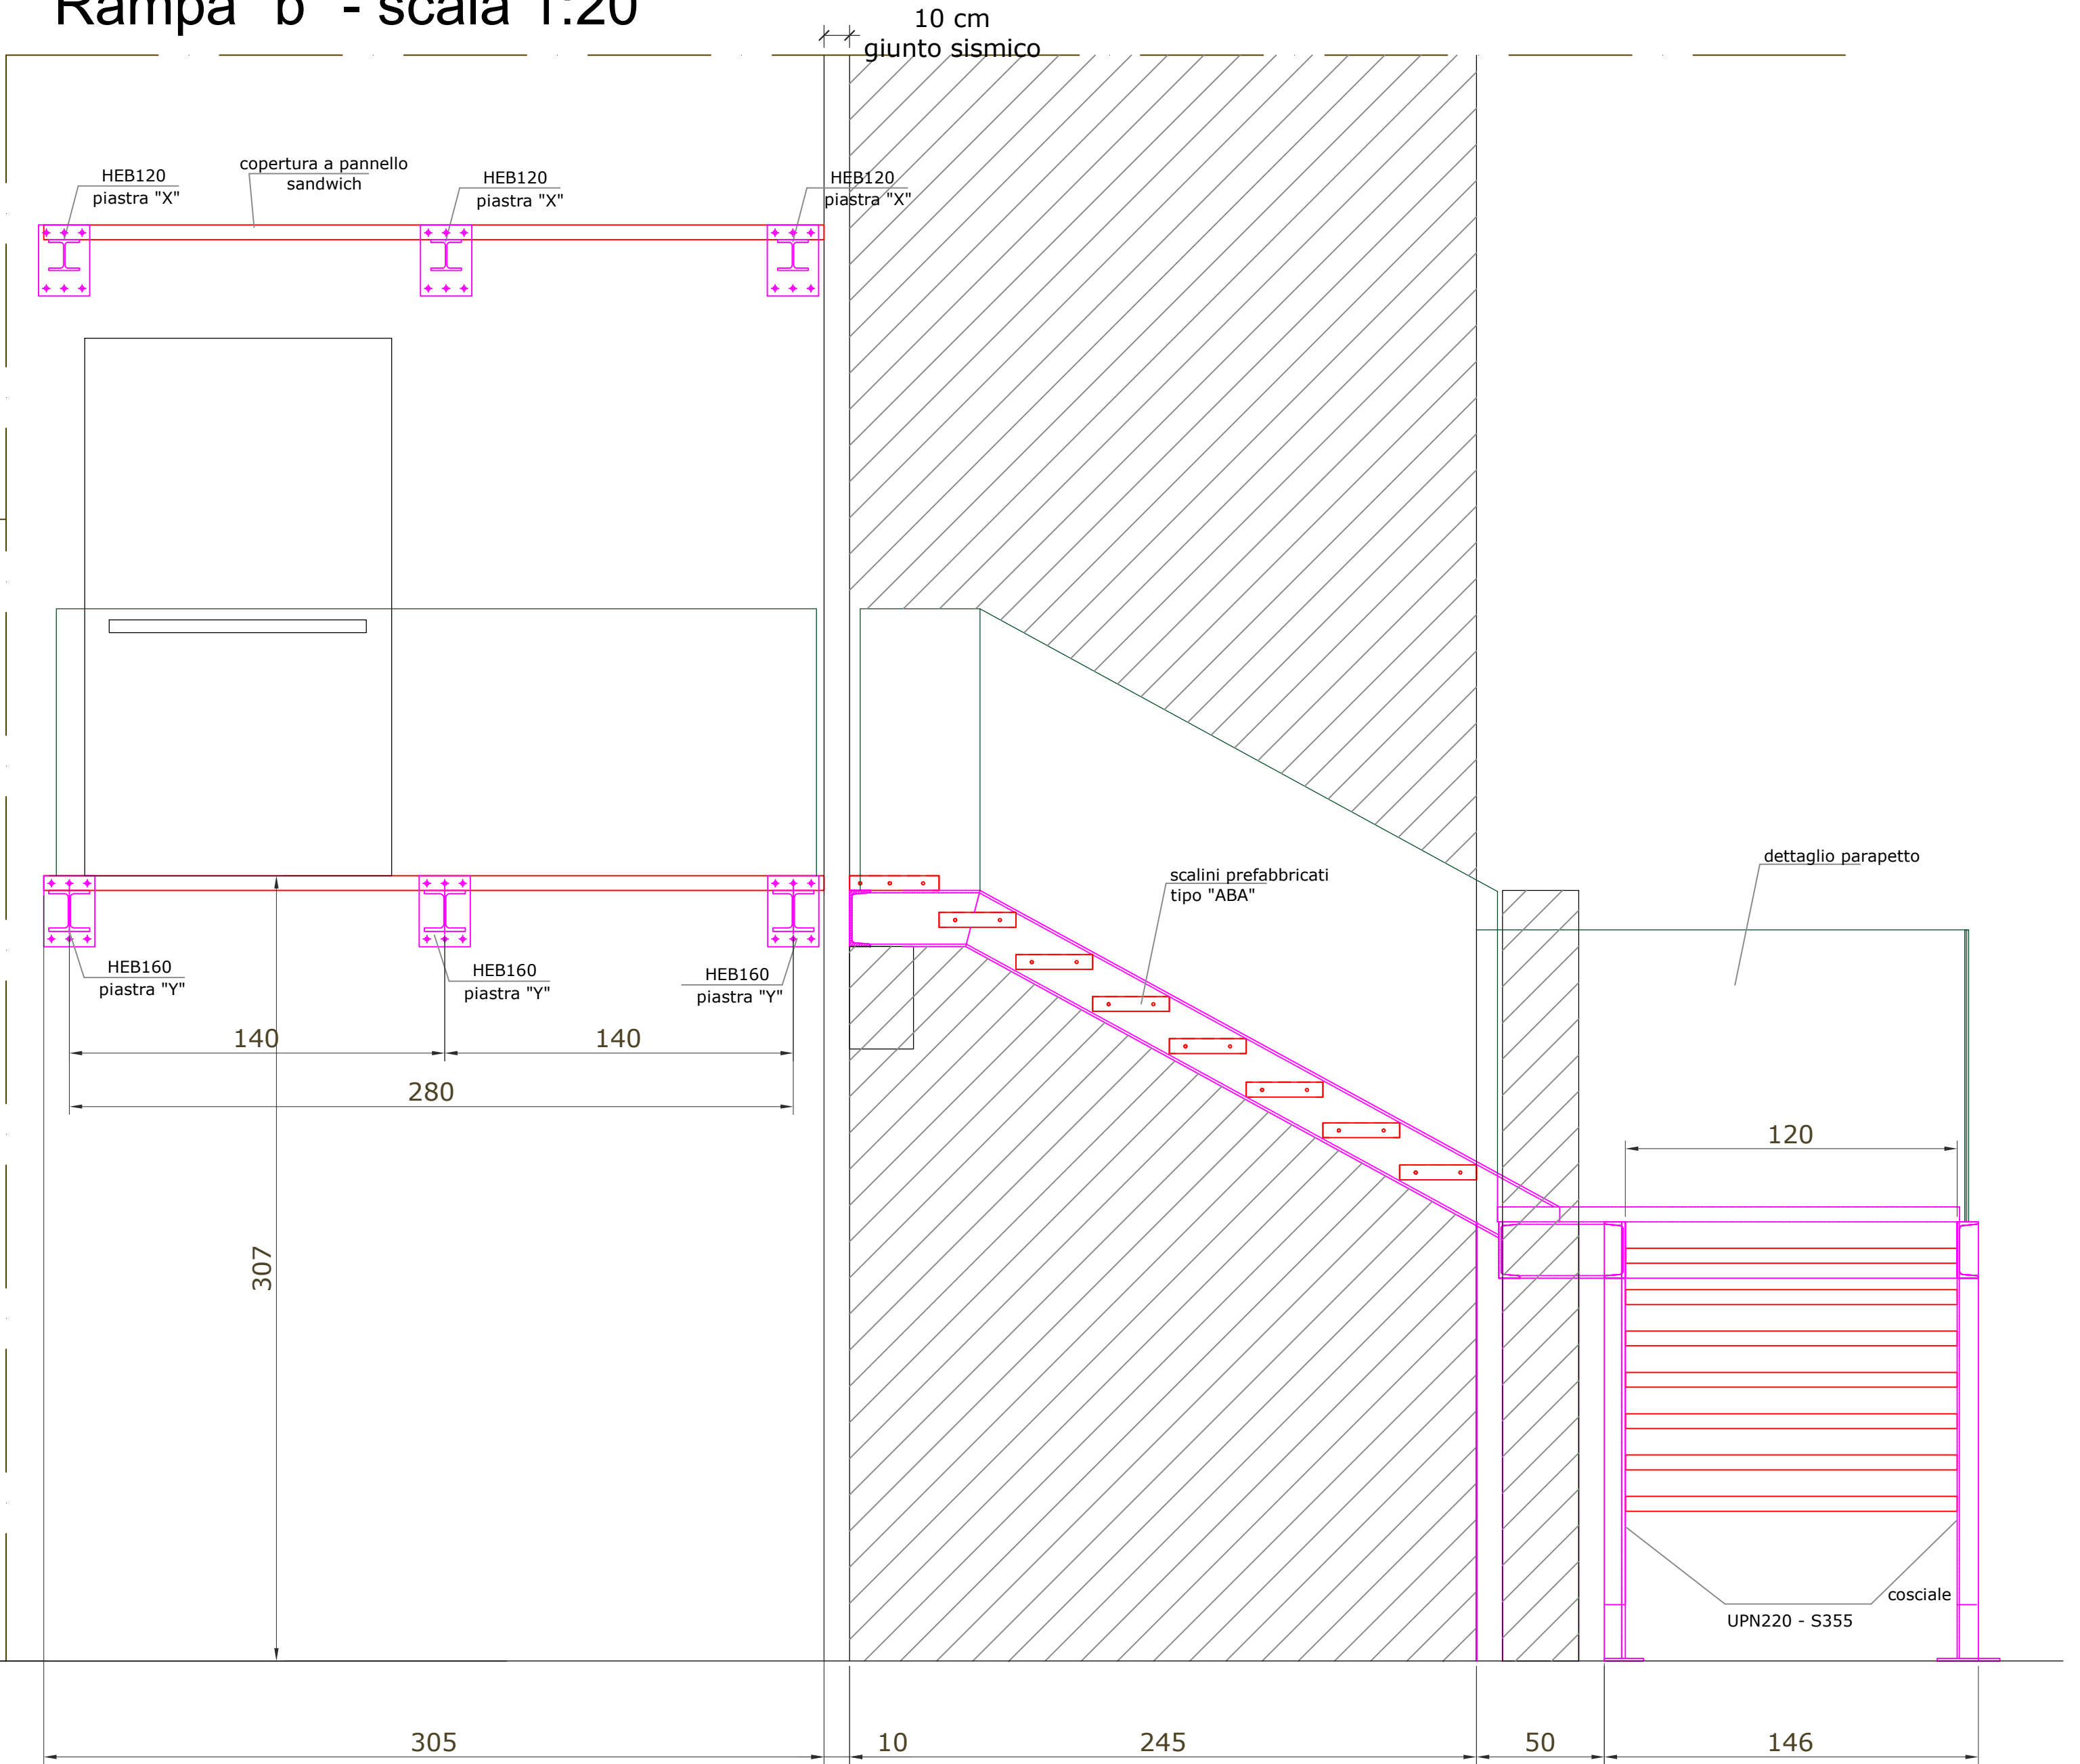 Rampa "b" - scala 1:20
10 cm
giunto sismico
HEB120
piastra "X"
copertura a pannello
sandwich
HEB120
piastra "X"
HEB120
piastra "X"
dettaglio parapetto
scalini prefabbricati
tipo "ABA"
HEB160
piastra "Y"
HEB160
piastra "Y"
HEB160
piastra "Y"
140
140
280
120
307
cosciale
UPN220 - S355
305
10
245
50
146